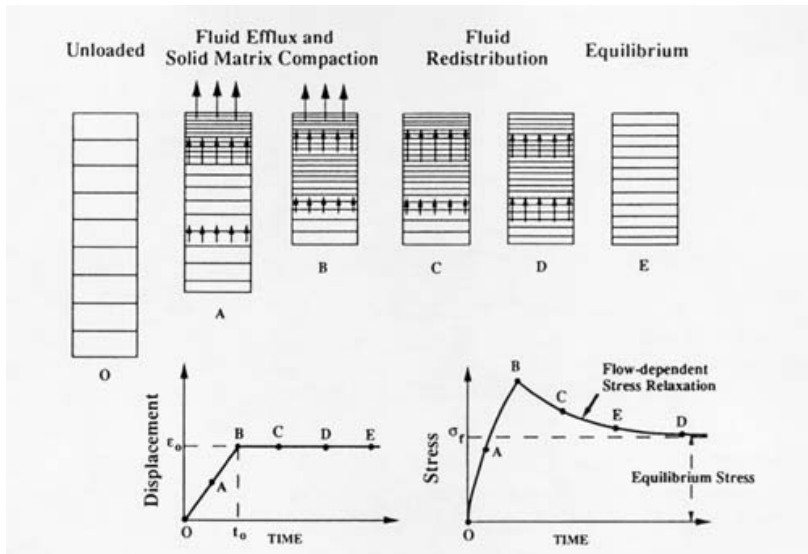 Unloaded
Fluid Efflux and
Solid Matrix Compaction
Fluid
Redistribution
Equilibrium
O
A
B
C
D
E
Displacement
ε₀
O
A
B
C
D
E
t₀
TIME
Stress
σf
O
A
B
C
E
D
Flow-dependent
Stress Relaxation
Equilibrium Stress
TIME